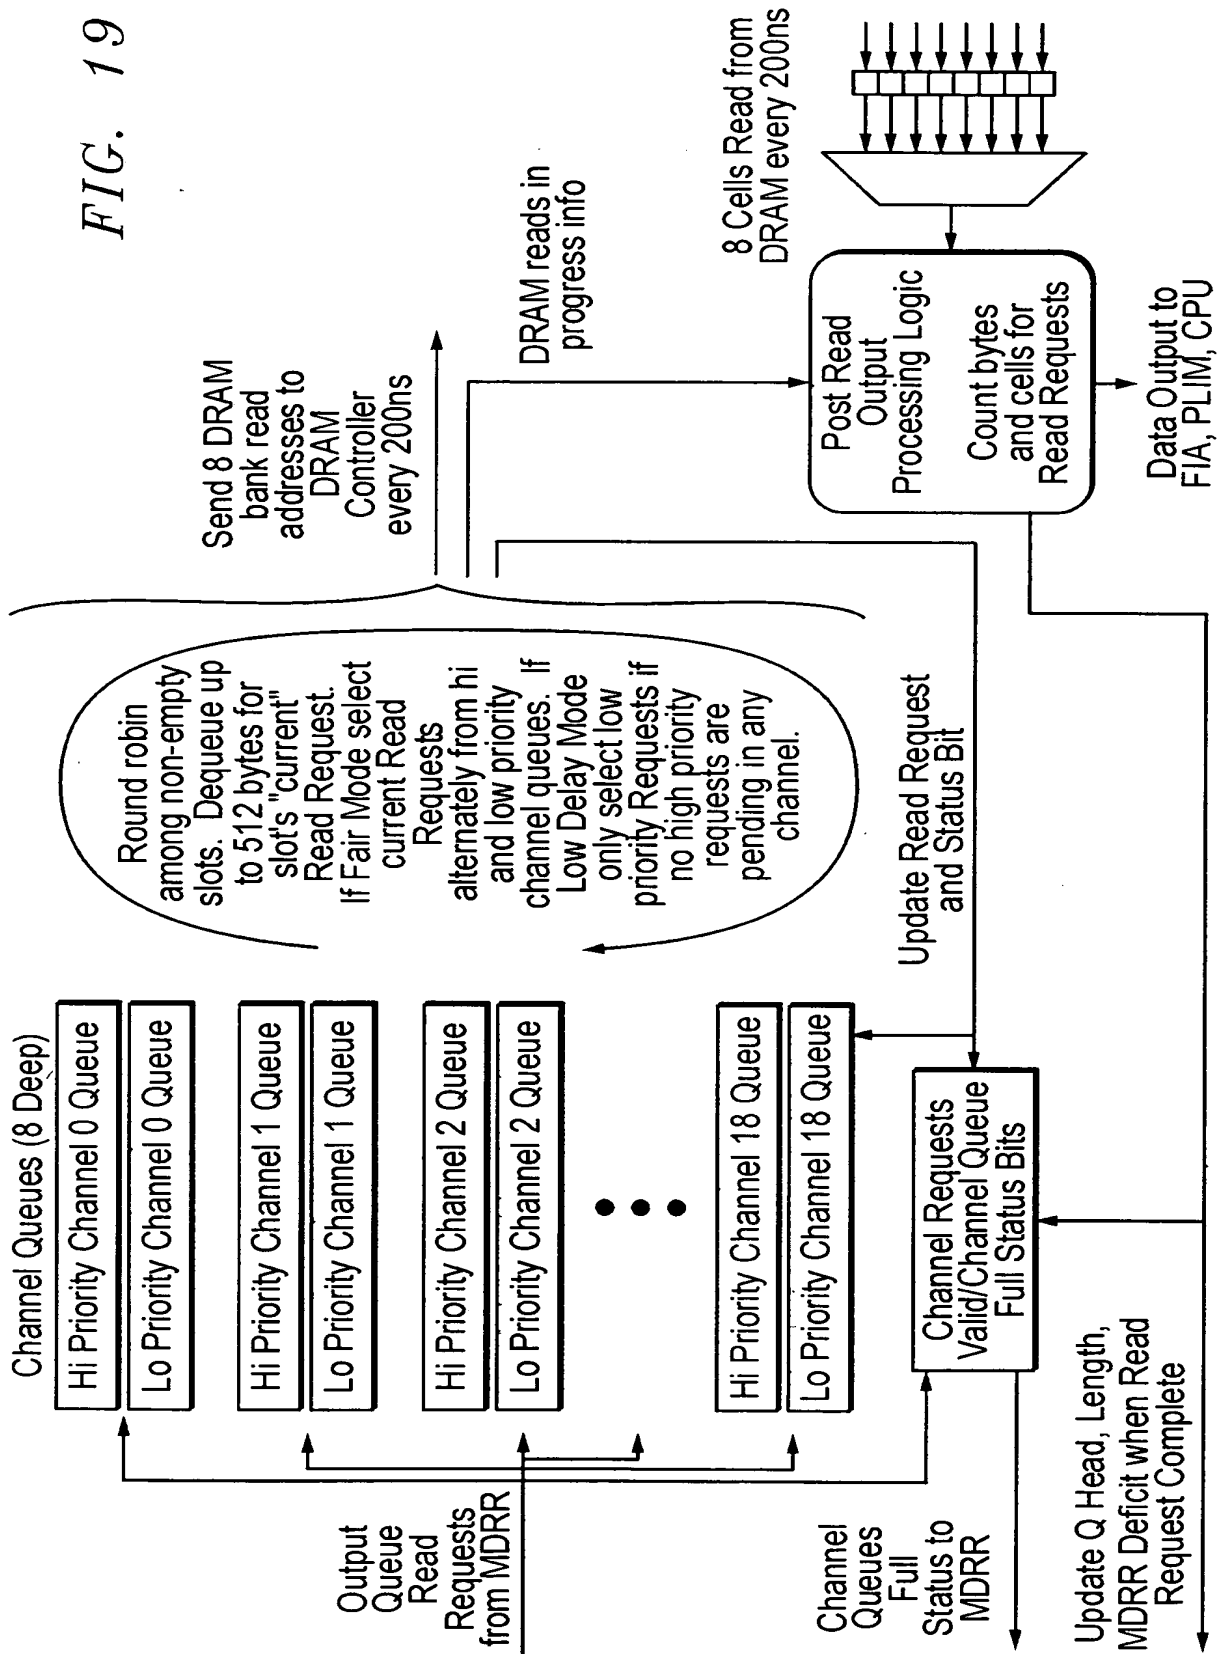 FIG. 19
Channel Queues (8 Deep)
Hi Priority Channel 0 Queue
Lo Priority Channel 0 Queue
Hi Priority Channel 1 Queue
Lo Priority Channel 1 Queue
Hi Priority Channel 2 Queue
Lo Priority Channel 2 Queue
Hi Priority Channel 18 Queue
Lo Priority Channel 18 Queue
Output
Queue
Read
Requests
from MDRR
Channel
Queues
Full
Status to
MDRR
Update Q Head, Length,
MDRR Deficit when Read
Request Complete
Channel Requests
Valid/Channel Queue
Full Status Bits
Round robin
among non-empty
slots. Dequeue up
to 512 bytes for
slot's "current"
Read Request.
If Fair Mode select
current Read
Requests
alternately from hi
and low priority
channel queues. If
Low Delay Mode
only select low
priority Requests if
no high priority
requests are
pending in any
channel.
Update Read Request
and Status Bit
Send 8 DRAM
bank read
addresses to
DRAM
Controller
every 200ns
DRAM reads in
progress info
8 Cells Read from
DRAM every 200ns
Post Read
Output
Processing Logic
Count bytes
and cells for
Read Requests
Data Output to
FIA, PLIM, CPU